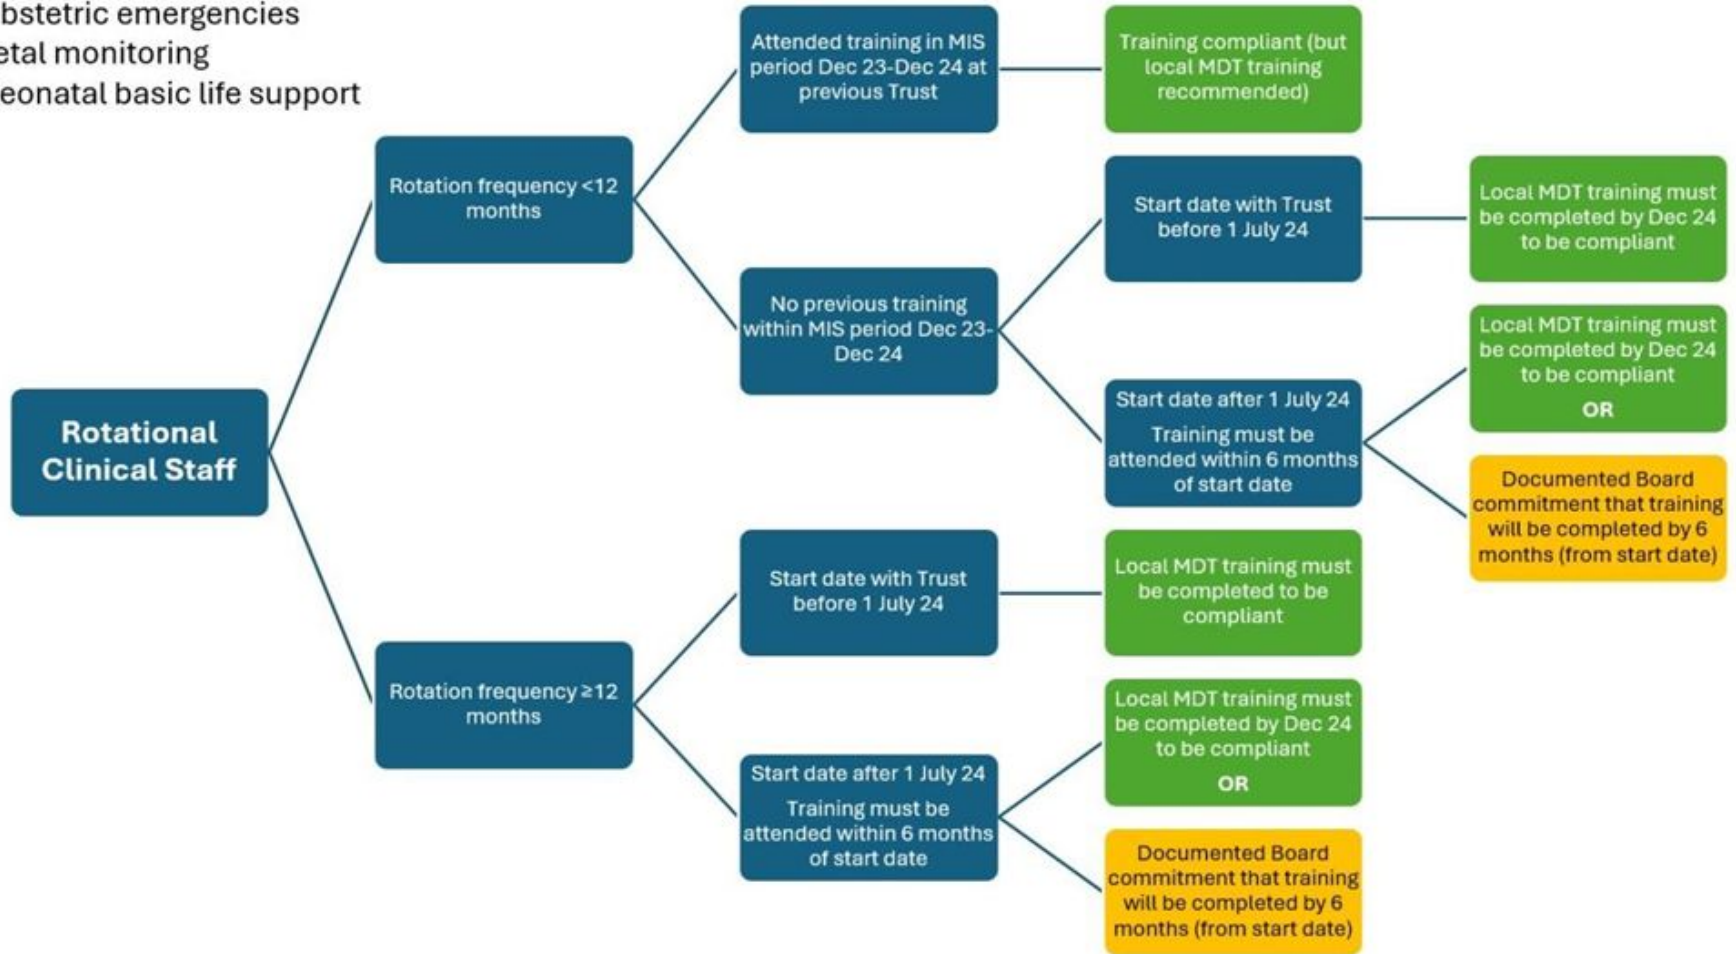 bstetric emergencies
etal monitoring
eonatal basic life support
Rotational
Clinical Staff
Rotation frequency <12
months
Attended training in MIS
period Dec 23-Dec 24 at
previous Trust
Training compliant (but
local MDT training
recommended)
No previous training
within MIS period Dec 23-
Dec 24
Start date with Trust
before 1 July 24
Local MDT training must
be completed by Dec 24
to be compliant
Start date after 1 July 24
Training must be
attended within 6 months
of start date
Local MDT training must
be completed by Dec 24
to be compliant
OR
Documented Board
commitment that training
will be completed by 6
months (from start date)
Rotation frequency ≥12
months
Start date with Trust
before 1 July 24
Local MDT training must
be completed to be
compliant
Start date after 1 July 24
Training must be
attended within 6 months
of start date
Local MDT training must
be completed by Dec 24
to be compliant
OR
Documented Board
commitment that training
will be completed by 6
months (from start date)